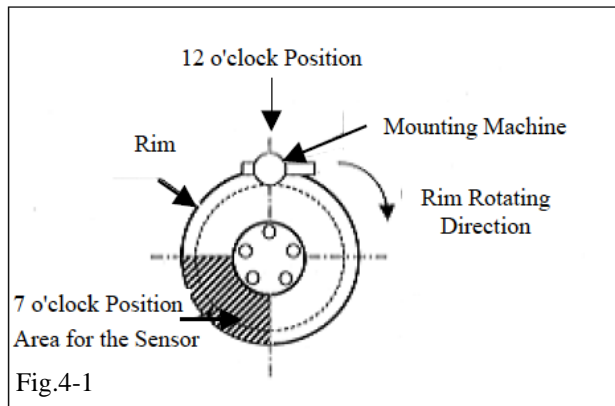 12 o'clock Position
Mounting Machine
Rim
Rim Rotating
Direction
7 o'clock Position
Area for the Sensor
Fig.4-1